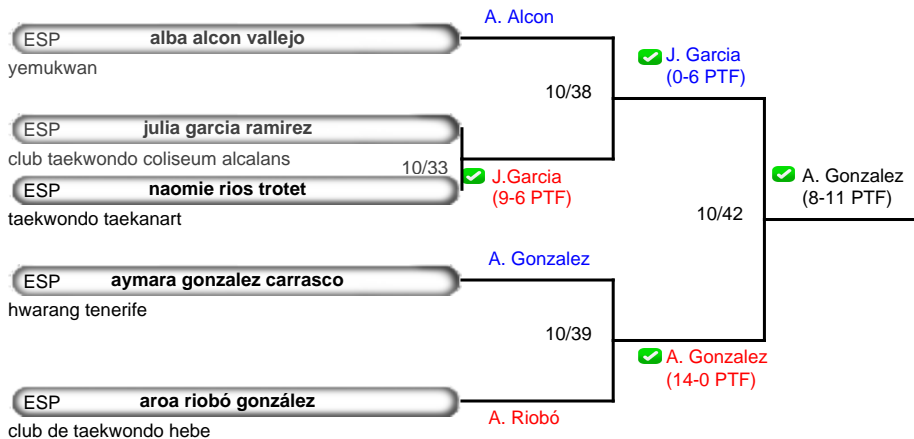 A. Alcon
ESP alba alcon vallejo
yemukwan
J. Garcia
(0-6 PTF)
10/38
ESP julia garcia ramirez
club taekwondo coliseum alcalans
10/33
J.Garcia
(9-6 PTF)
ESP naomie rios trotet
taekwondo taekanart
A. Gonzalez
(8-11 PTF)
10/42
A. Gonzalez
ESP aymara gonzalez carrasco
hwarang tenerife
10/39
A. Gonzalez
(14-0 PTF)
ESP aroa riobó gonzález
A. Riobó
club de taekwondo hebe